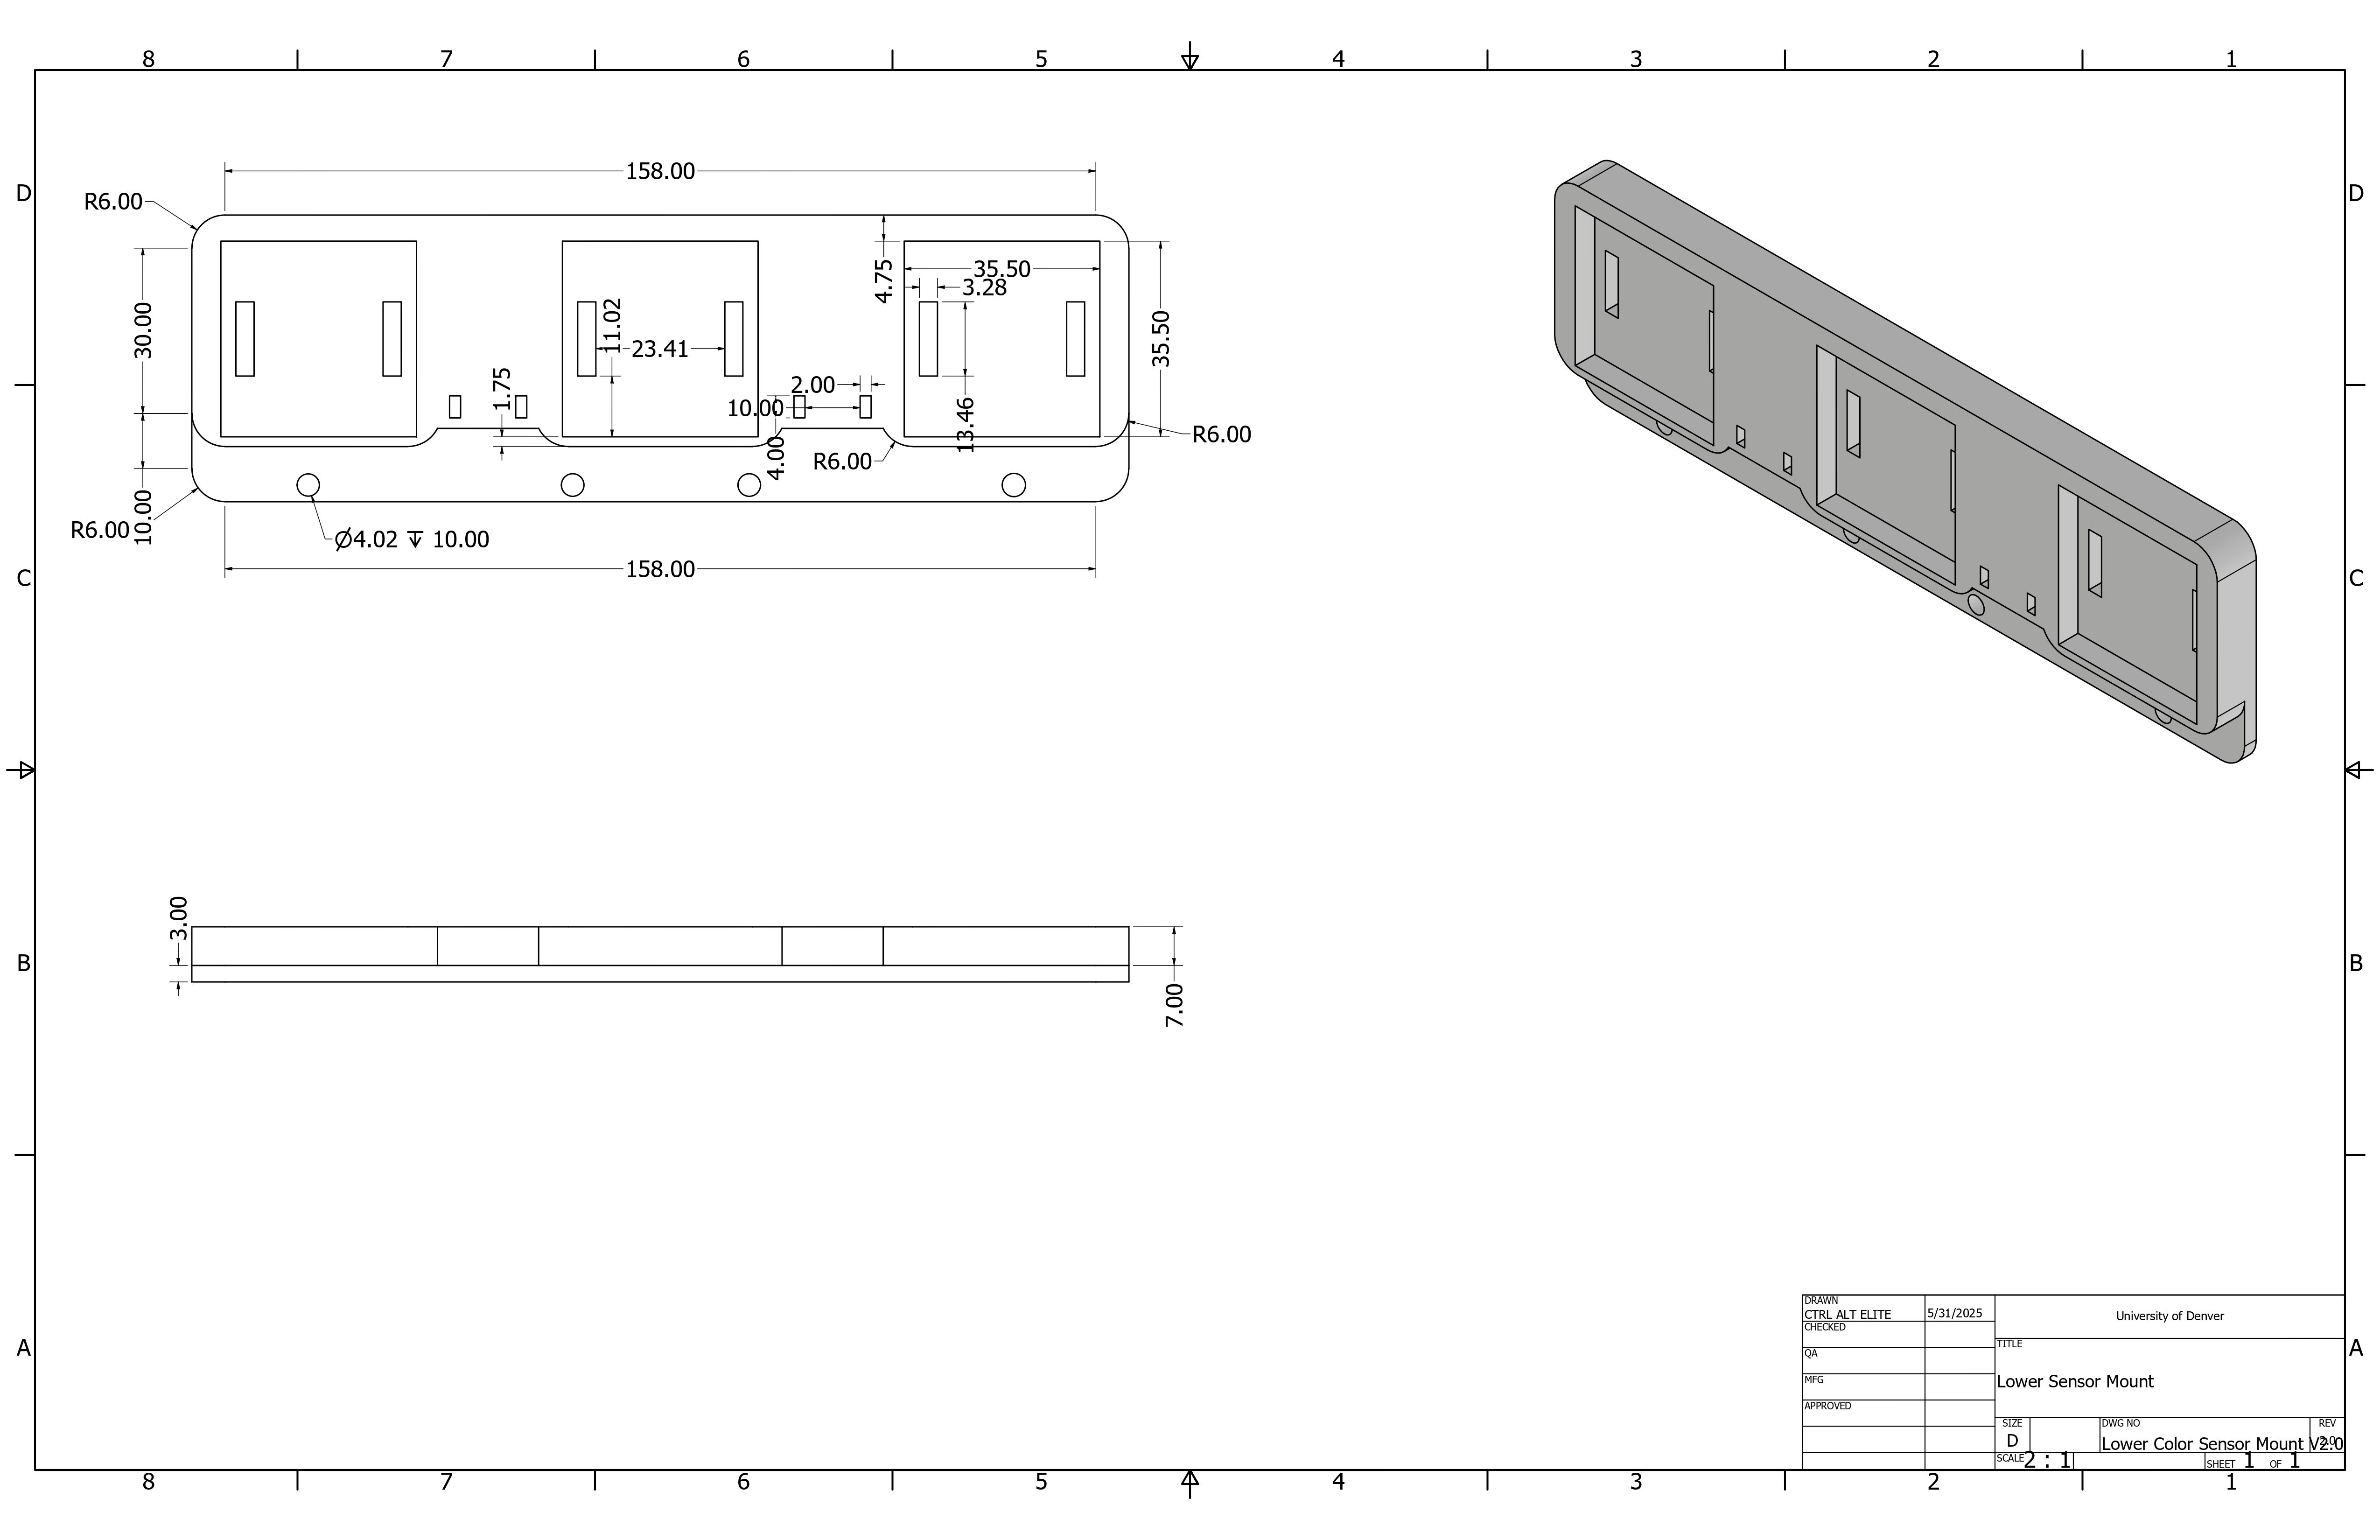 8 7 6 5 4 3 2 1
D D
158.00
R6.00
4.75
35.50
3.28
30.00
11.02
23.41
35.50
1.75
2.00
10.00
13.46
4.00
R6.00
R6.00
R6.00
10.00
⌀4.02 ↧ 10.00
158.00
C C
3.00
7.00
B B
A A
DRAWN
CTRL ALT ELITE 5/31/2025
CHECKED
QA
MFG
APPROVED
University of Denver
TITLE
Lower Sensor Mount
SIZE
D
DWG NO
Lower Color Sensor Mount V2.0
REV
2.0
SCALE 2 : 1
SHEET 1 OF 1
8 7 6 5 4 3 2 1